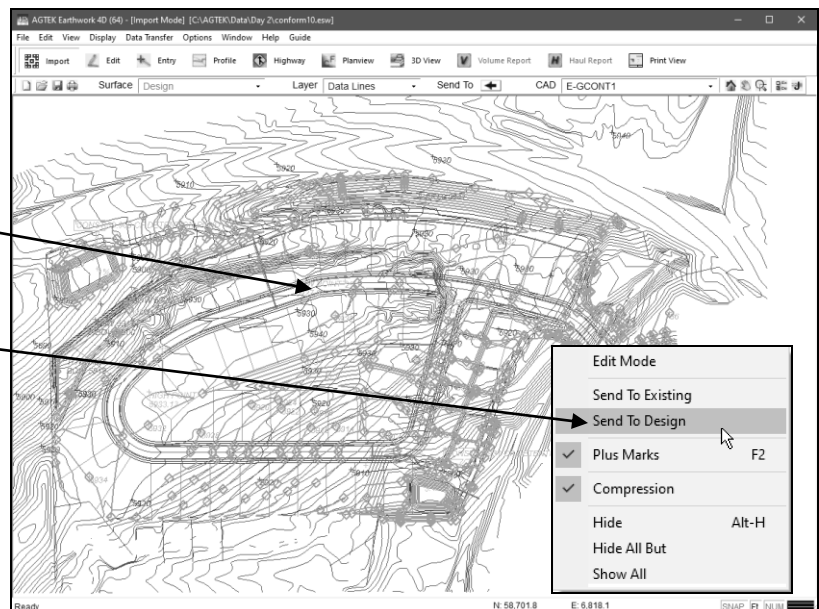 AGTEK Earthwork 4D (64) - [Import Mode] [C:\AGTEK\Data\Day 2\conform10.esw]
File Edit View Display Data Transfer Options Window Help Guide
Import Edit Entry Profile Highway Planview 3D View Volume Report Haul Report Print View
Surface Design Layer Data Lines Send To CAD E-GCONT1
5940
5920
5930
5910
5930
5930
5940
5920
5910
5920
Edit Mode
Send To Existing
Send To Design
Plus Marks F2
Compression
Hide Alt-H
Hide All But
Show All
Ready N: 58,701.8 E: 6,818.1 SNAP Ft NUM